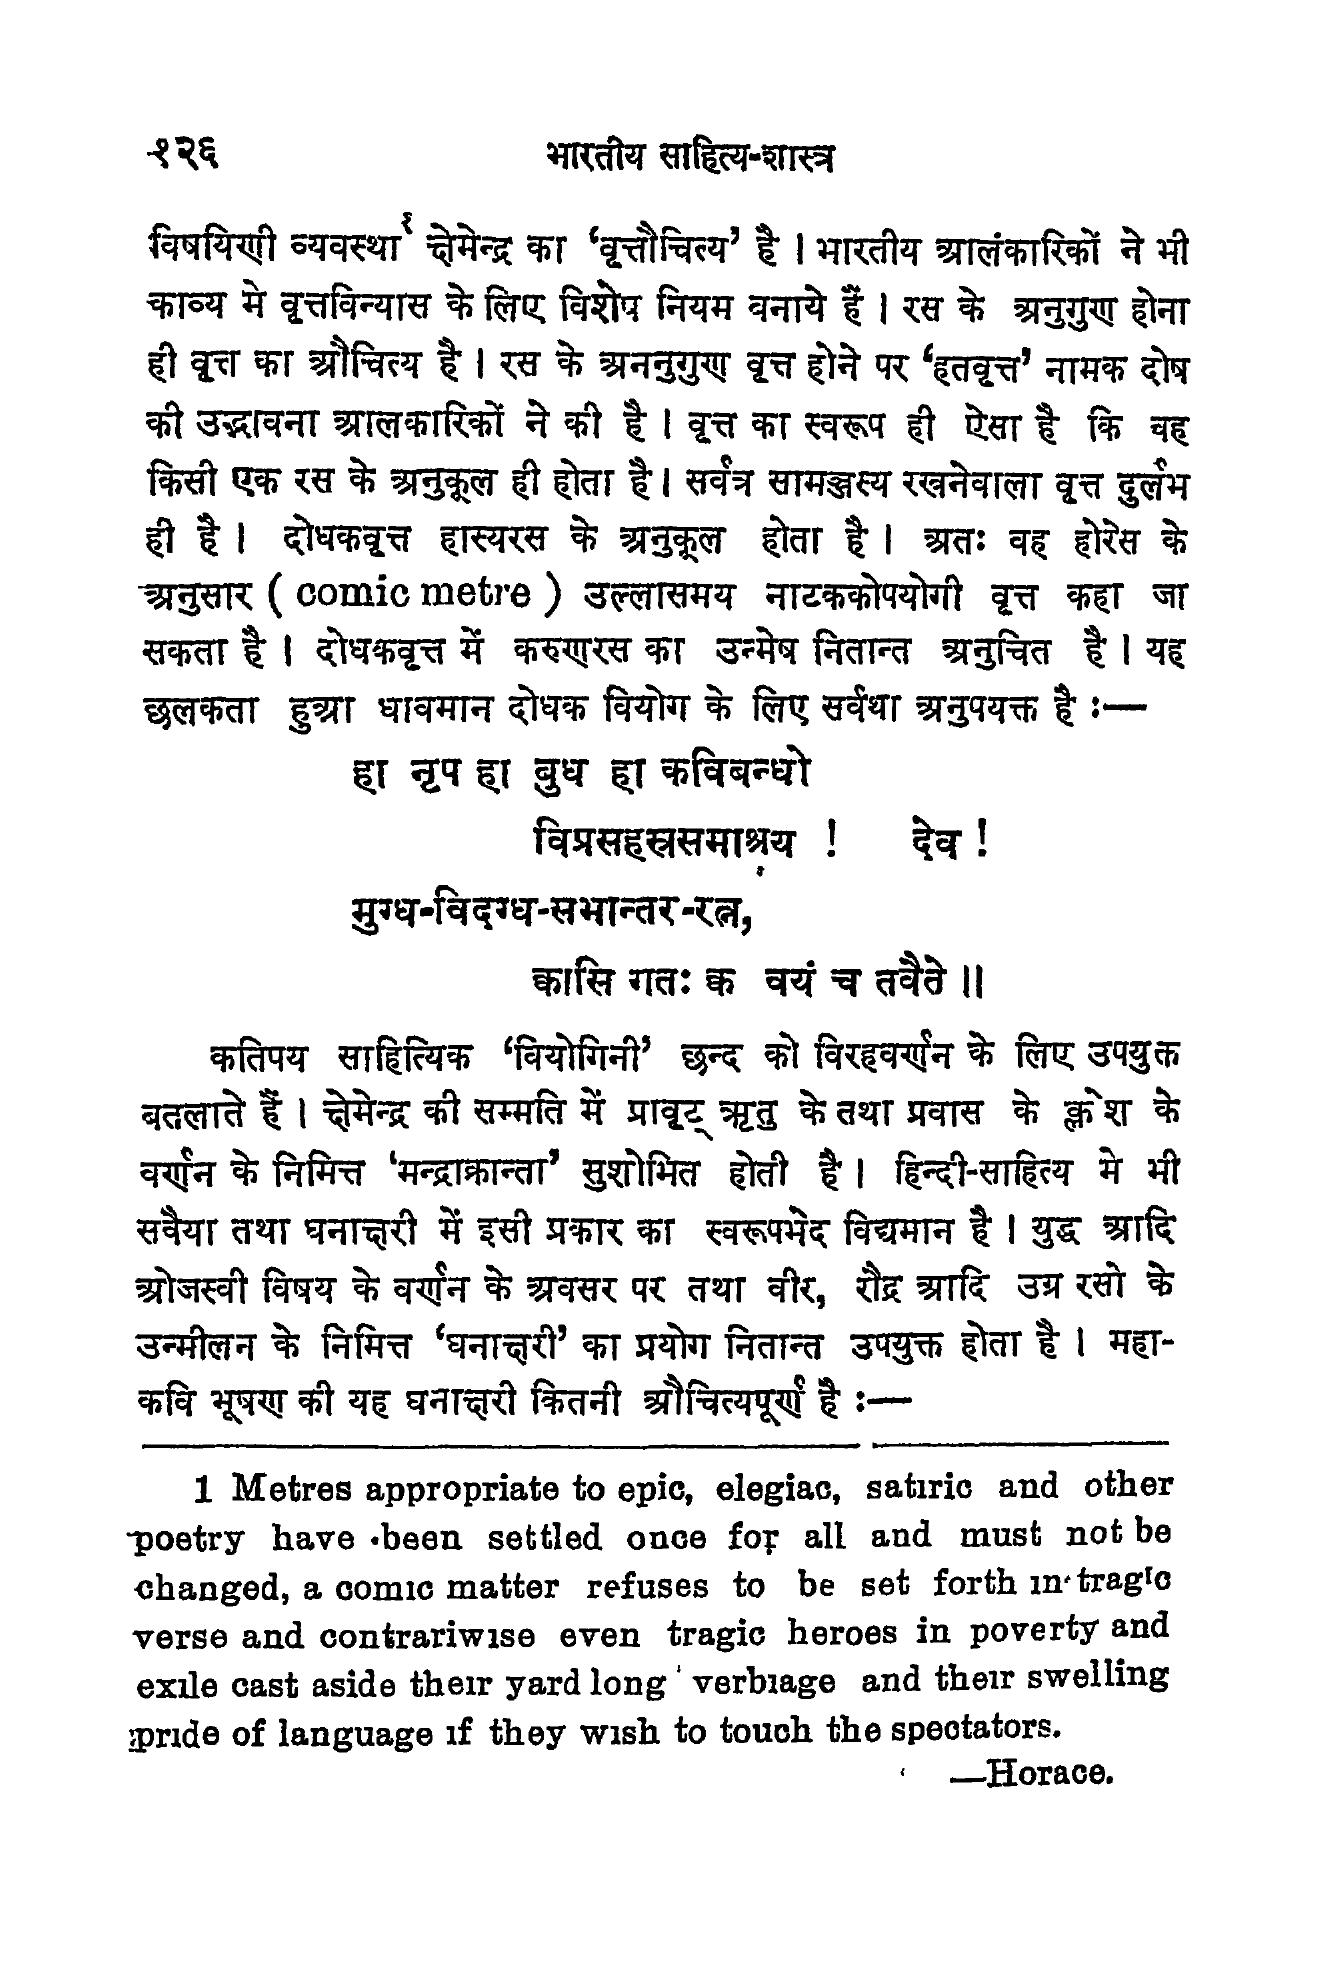 १२६ भारतीय साहित्य-शास्त्र
विषयिणी व्यवस्था१ क्षेमेन्द्र का ‘वृत्तौचित्य’ है । भारतीय आलंकारिकों ने भी
काव्य मे वृत्तविन्यास के लिए विशेष नियम बनाये हैं । रस के अनुगुण होना
ही वृत्त का औचित्य है । रस के अननुगुण वृत्त होने पर ‘हतवृत्त’ नामक दोष
की उद्भावना आलकारिकों ने की है । वृत्त का स्वरूप ही ऐसा है कि वह
किसी एक रस के अनुकूल ही होता है । सर्वत्र सामञ्जस्य रखनेवाला वृत्त दुर्लभ
ही है । दोधकवृत्त हास्यरस के अनुकूल होता है । अतः वह होरेस के
अनुसार ( comic metre ) उल्लासमय नाटकोपयोगी वृत्त कहा जा
सकता है । दोधकवृत्त में करुणरस का उन्मेष नितान्त अनुचित है । यह
छलकता हुआ धावमान दोधक वियोग के लिए सर्वथा अनुपयक्त है :—
हा नृप हा बुध हा कविबन्धो
विप्रसहस्रसमाश्रय ! देव !
मुग्ध-विदग्ध-सभान्तर-रत्न,
कासि गतः क वयं च तवैते ॥
कतिपय साहित्यिक ‘वियोगिनी’ छन्द को विरहवर्णन के लिए उपयुक्त
बतलाते हैं । क्षेमेन्द्र की सम्मति में प्रावृट् ऋतु के तथा प्रवास के क्लेश के
वर्णन के निमित्त ‘मन्द्राक्रान्ता’ सुशोभित होती है । हिन्दी-साहित्य मे भी
सवैया तथा घनाक्षरी में इसी प्रकार का स्वरूपभेद विद्यमान है । युद्ध आदि
ओजस्वी विषय के वर्णन के अवसर पर तथा वीर, रौद्र आदि उग्र रसो के
उन्मीलन के निमित्त ‘घनाक्षरी’ का प्रयोग नितान्त उपयुक्त होता है । महा-
कवि भूषण की यह घनाक्षरी कितनी औचित्यपूर्ण है :—
1 Metres appropriate to epic, elegiac, satiric and other
poetry have been settled once for all and must not be
changed, a comic matter refuses to be set forth in tragic
verse and contrariwise even tragic heroes in poverty and
exile cast aside their yard long verbiage and their swelling
pride of language if they wish to touch the spectators.
—Horace.